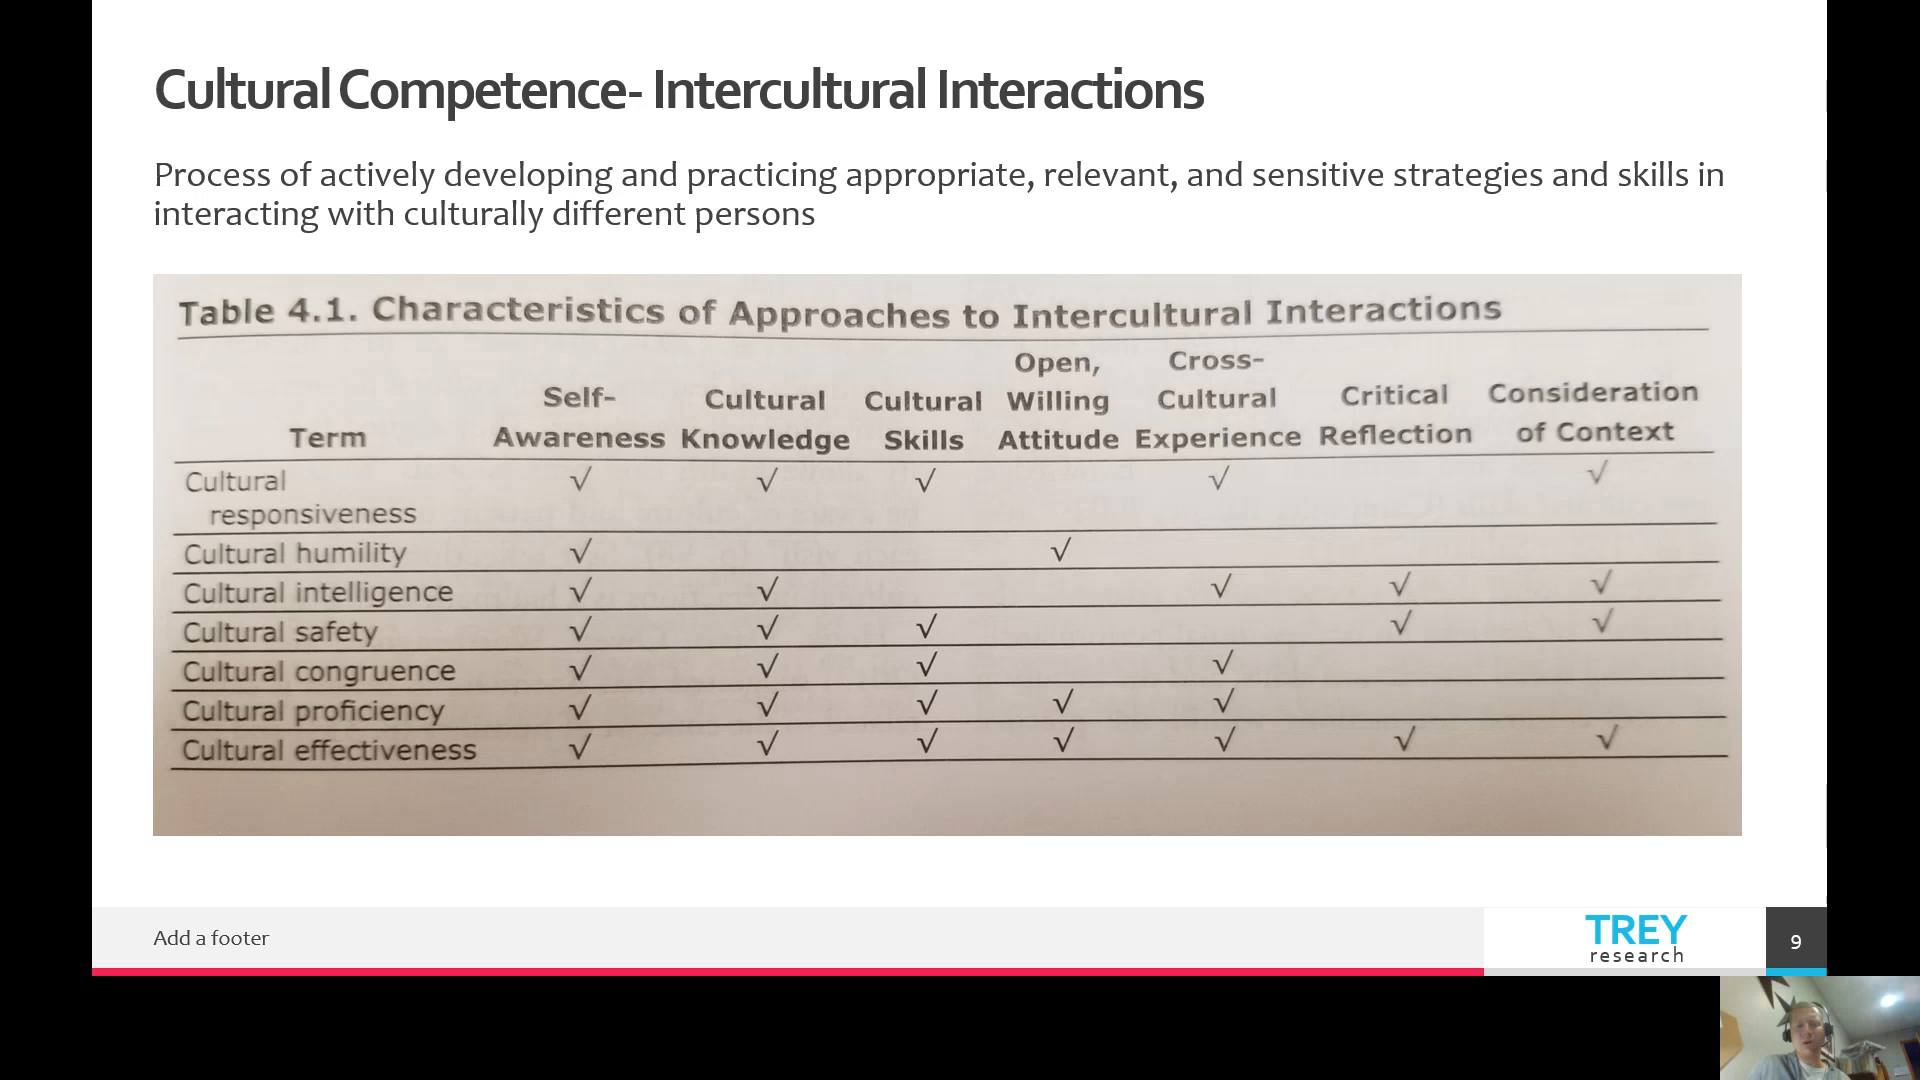 Cultural Competence- Intercultural Interactions
Process of actively developing and practicing appropriate, relevant, and sensitive strategies and skills in
interacting with culturally different persons
Table 4.1. Characteristics of Approaches to Intercultural Interactions
Term Self-Awareness Cultural Knowledge Cultural Skills Open, Willing Attitude Cross-Cultural Experience Critical Reflection Consideration of Context
Cultural responsiveness √ √ √ √ √
Cultural humility √ √
Cultural intelligence √ √ √ √ √
Cultural safety √ √ √ √ √
Cultural congruence √ √ √ √
Cultural proficiency √ √ √ √ √
Cultural effectiveness √ √ √ √ √ √ √
Add a footer
TREY
research
9